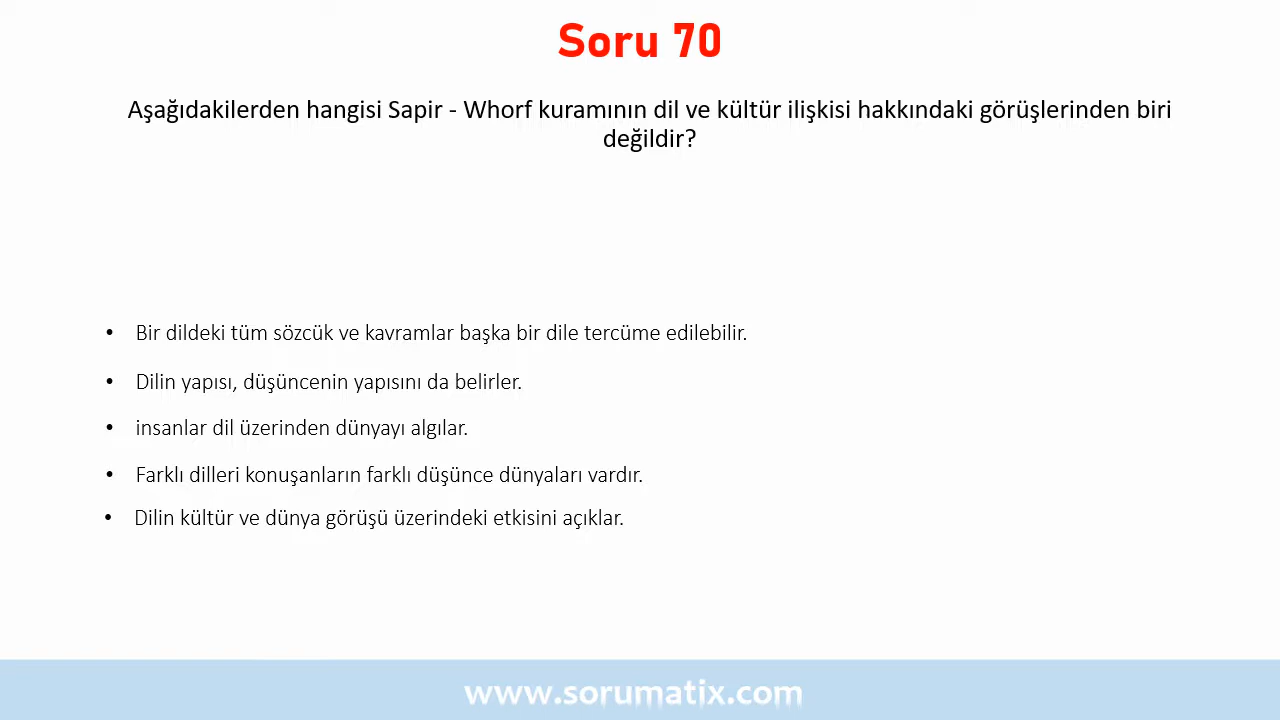 Soru 70
Aşağıdakilerden hangisi Sapir - Whorf kuramının dil ve kültür ilişkisi hakkındaki görüşlerinden biri
değildir?
• Bir dildeki tüm sözcük ve kavramlar başka bir dile tercüme edilebilir.
• Dilin yapısı, düşüncenin yapısını da belirler.
• insanlar dil üzerinden dünyayı algılar.
• Farklı dilleri konuşanların farklı düşünce dünyaları vardır.
• Dilin kültür ve dünya görüşü üzerindeki etkisini açıklar.
www.sorumatix.com